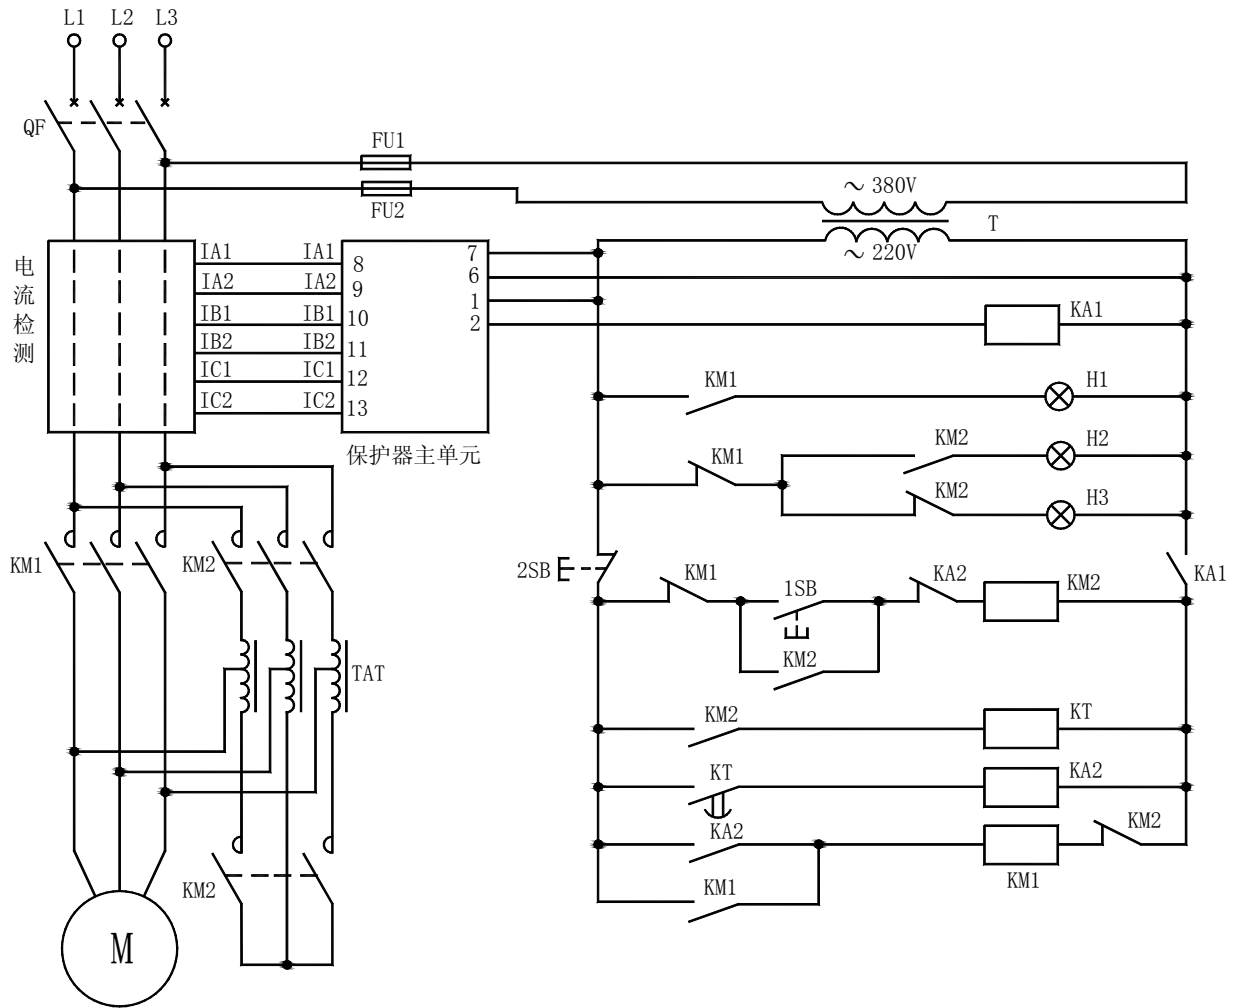 L1 L2 L3
QF
FU1
FU2
～380V
T
～220V
电流检测
IA1 IA1 8
IA2 IA2 9
IB1 IB1 10
IB2 IB2 11
IC1 IC1 12
IC2 IC2 13
7
6
1
2
保护器主单元
KA1
KM1 H1
KM2 H2
KM1
KM2 H3
KM1 KM2
2SB
KM1 1SB KA2 KM2 KA1
KM2
TAT
KM2 KT
KT KA2
KA2 KM2
KM1
KM1
KM2
M